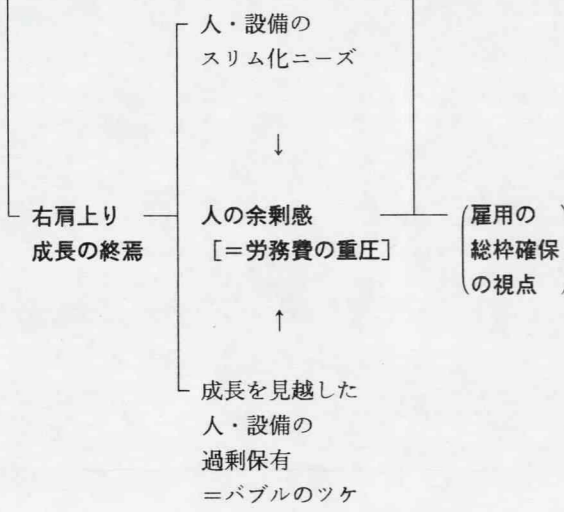 人・設備の
スリム化ニーズ
↓
右肩上り
成長の終焉
人の余剰感
[＝労務費の重圧]
(雇用の
総枠確保
の視点)
↑
成長を見越した
人・設備の
過剰保有
＝バブルのツケ